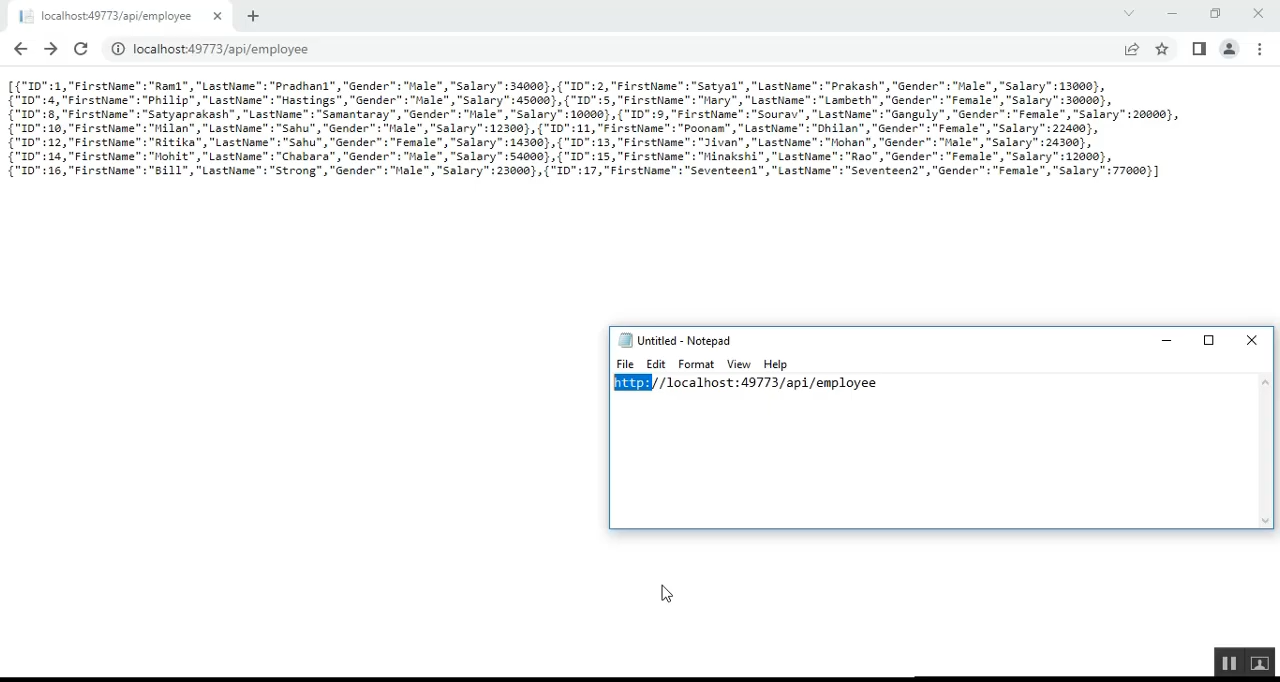 localhost:49773/api/employee
localhost:49773/api/employee
[{"ID":1,"FirstName":"Ram1","LastName":"Pradhan1","Gender":"Male","Salary":34000},{"ID":2,"FirstName":"Satya1","LastName":"Prakash","Gender":"Male","Salary":13000},
{"ID":4,"FirstName":"Philip","LastName":"Hastings","Gender":"Male","Salary":45000},{"ID":5,"FirstName":"Mary","LastName":"Lambeth","Gender":"Female","Salary":30000},
{"ID":8,"FirstName":"Satyaprakash","LastName":"Samantaray","Gender":"Male","Salary":10000},{"ID":9,"FirstName":"Sourav","LastName":"Ganguly","Gender":"Female","Salary":20000},
{"ID":10,"FirstName":"Milan","LastName":"Sahu","Gender":"Male","Salary":12300},{"ID":11,"FirstName":"Poonam","LastName":"Dhilan","Gender":"Female","Salary":22400},
{"ID":12,"FirstName":"Ritika","LastName":"Sahu","Gender":"Female","Salary":14300},{"ID":13,"FirstName":"Jivan","LastName":"Mohan","Gender":"Male","Salary":24300},
{"ID":14,"FirstName":"Mohit","LastName":"Chabara","Gender":"Male","Salary":54000},{"ID":15,"FirstName":"Minakshi","LastName":"Rao","Gender":"Female","Salary":12000},
{"ID":16,"FirstName":"Bill","LastName":"Strong","Gender":"Male","Salary":23000},{"ID":17,"FirstName":"Seventeen1","LastName":"Seventeen2","Gender":"Female","Salary":77000}]
Untitled - Notepad
File Edit Format View Help
http://localhost:49773/api/employee